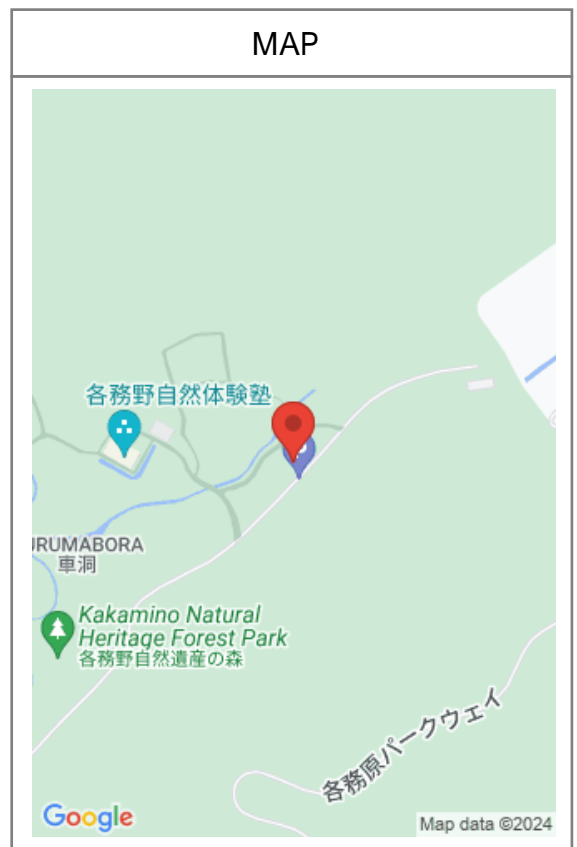 MAP
各務野自然体験塾
URUMABORA
車洞
Kakamino Natural
Heritage Forest Park
各務野自然遺産の森
各務原パークウェイ
Google
Map data ©2024